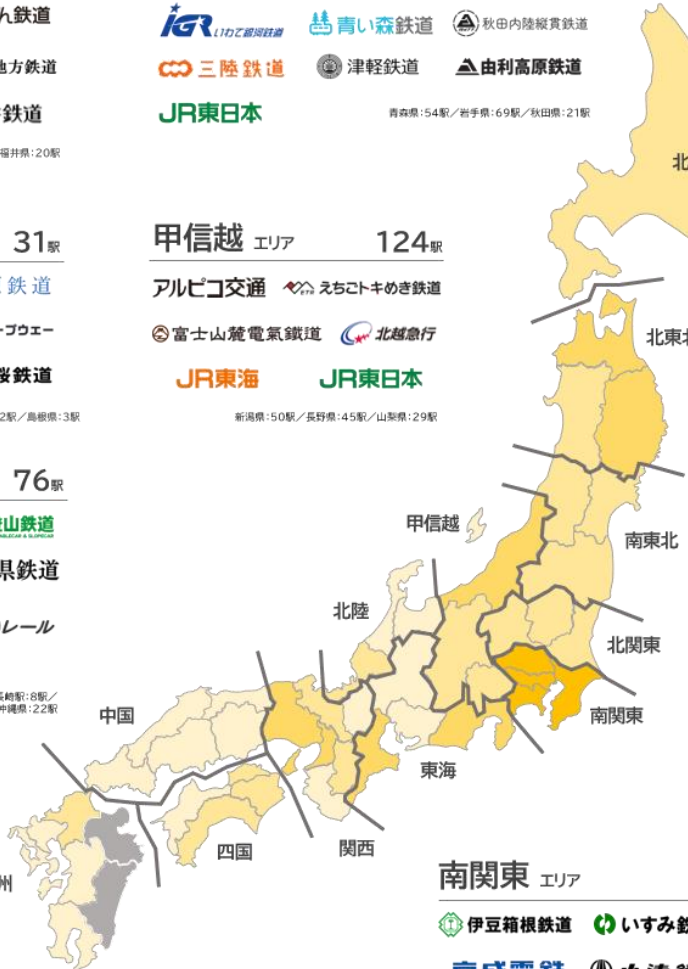 鉄道
IGR いわて銀河鉄道
青い森鉄道
秋田内陸縦貫鉄道
地方鉄道
三陸鉄道
津軽鉄道
由利高原鉄道
鉄道
JR東日本
青森県:54駅／岩手県:69駅／秋田県:21駅
福井県:20駅
31駅
甲信越 エリア
124駅
鉄道
アルピコ交通
えちごトキめき鉄道
ープウェー
富士山麓電氣鐵道
北越急行
桜鉄道
JR東海
JR東日本
2駅／島根県:3駅
新潟県:50駅／長野県:45駅／山梨県:29駅
76駅
山鉄道
県鉄道
レール
長崎駅:8駅／
沖縄県:22駅
北
北東北
甲信越
南東北
北陸
北関東
中国
南関東
東海
四国
関西
州
南関東 エリア
伊豆箱根鉄道
いすみ鉄